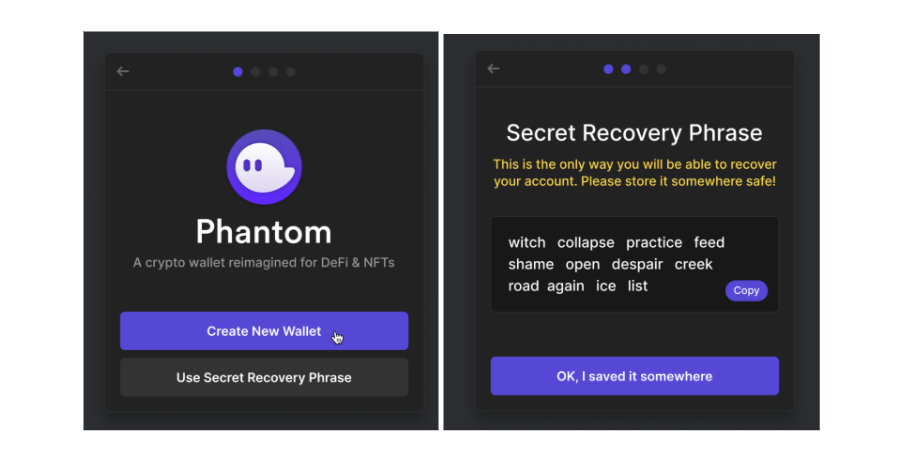 Phantom
A crypto wallet reimagined for DeFi & NFTs
Create New Wallet
Use Secret Recovery Phrase
Secret Recovery Phrase
This is the only way you will be able to recover
your account. Please store it somewhere safe!
witch collapse practice feed
shame open despair creek
road again ice list
Copy
OK, I saved it somewhere